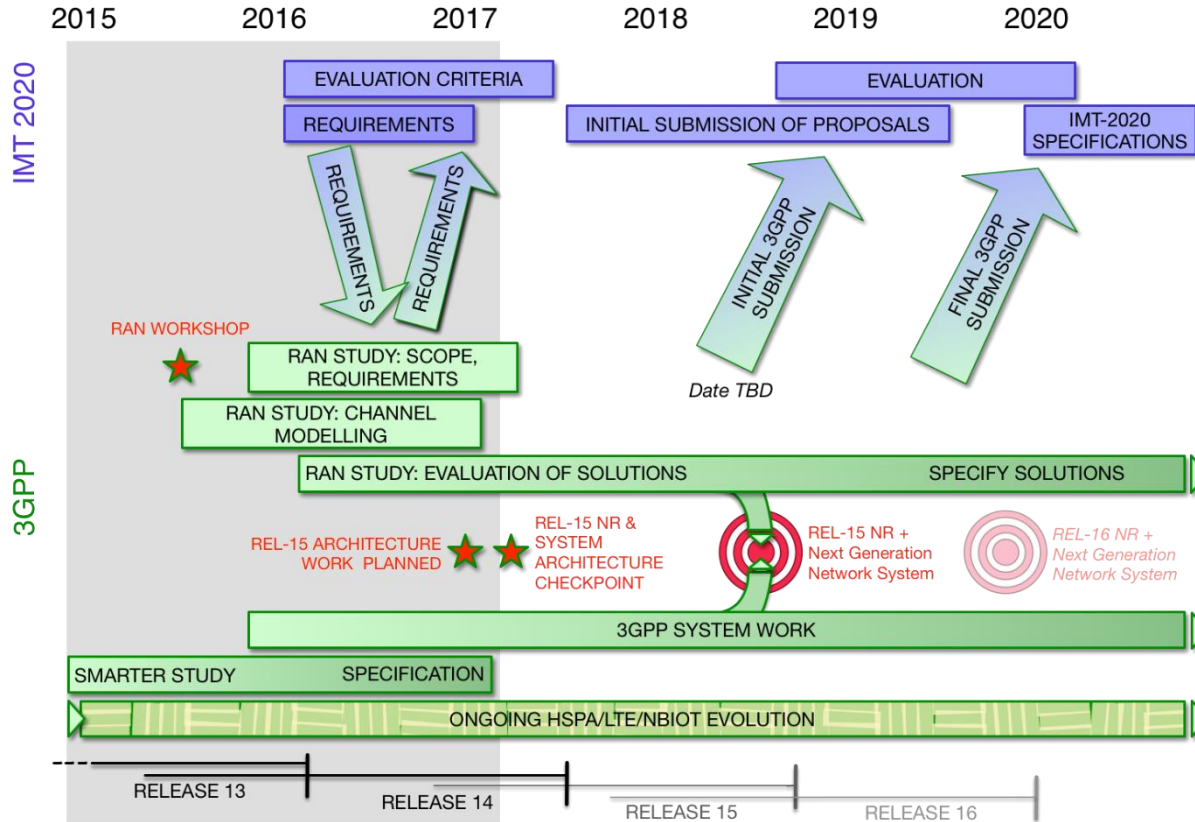 2015 2016 2017 2018 2019 2020
IMT 2020
EVALUATION CRITERIA
EVALUATION
REQUIREMENTS
INITIAL SUBMISSION OF PROPOSALS
IMT-2020
SPECIFICATIONS
REQUIREMENTS
REQUIREMENTS
INITIAL 3GPP
SUBMISSION
FINAL 3GPP
SUBMISSION
RAN WORKSHOP
RAN STUDY: SCOPE,
REQUIREMENTS
Date TBD
RAN STUDY: CHANNEL
MODELLING
3GPP
RAN STUDY: EVALUATION OF SOLUTIONS
SPECIFY SOLUTIONS
REL-15 ARCHITECTURE
WORK PLANNED
REL-15 NR &
SYSTEM
ARCHITECTURE
CHECKPOINT
REL-15 NR +
Next Generation
Network System
REL-16 NR +
Next Generation
Network System
3GPP SYSTEM WORK
SMARTER STUDY
SPECIFICATION
ONGOING HSPA/LTE/NBIOT EVOLUTION
RELEASE 13
RELEASE 14
RELEASE 15
RELEASE 16